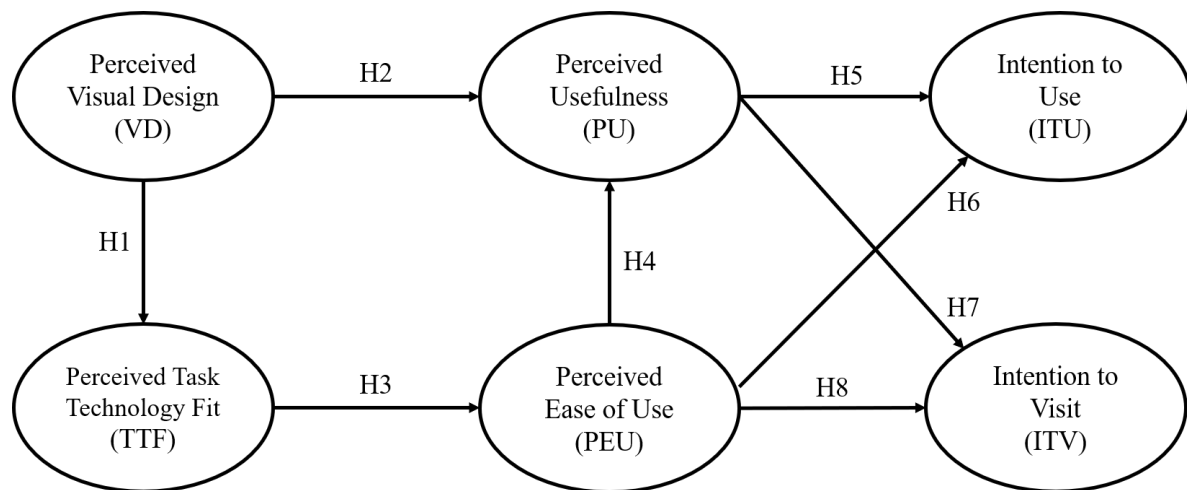 Perceived
Visual Design
(VD)
H2
Perceived
Usefulness
(PU)
H5
Intention to
Use
(ITU)
H1
H4
H6
H7
Perceived Task
Technology Fit
(TTF)
H3
Perceived
Ease of Use
(PEU)
H8
Intention to
Visit
(ITV)